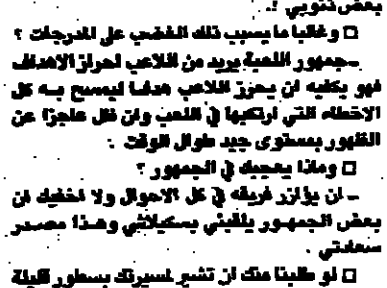 بعض ذنوبي !..
□ وغالبا ما يسبب ذلك الغضب على المدرجات ؟
ـ جمهور اللعبة يريد من اللاعب احراز الاهداف
فهو يكفيه ان يحرز اللاعب هدفا ليمسح به كل
الاخطاء التي ارتكبها في اللعب وان ظل عاجزا عن
الظهور بمستوى جيد طوال الوقت .
□ وماذا يعجبك في الجمهور ؟
ـ ان يؤازر فريقه في كل الاحوال ولا اخفيك ان
بعض الجمهور يلقبني بسكيلاتشي وهذا مصدر
سعادتي .
□ لو طلبنا منك ان تشير لمسيرتك بسطور قليلة